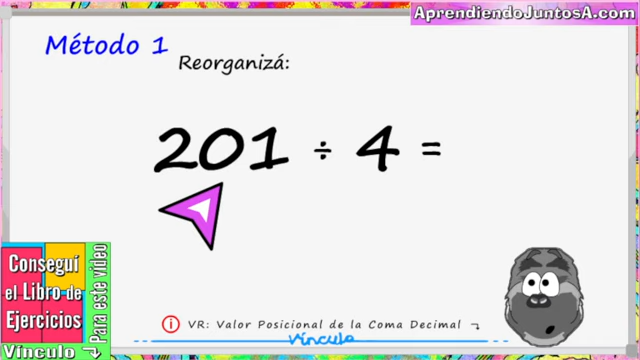 AprendiendoJuntosA.com
Método 1
Reorganizá:
201 ÷ 4 =
Conseguí
el Libro de
Ejercicios
Vínculo
Para este video
VR: Valor Posicional de la Coma Decimal
Vínculo